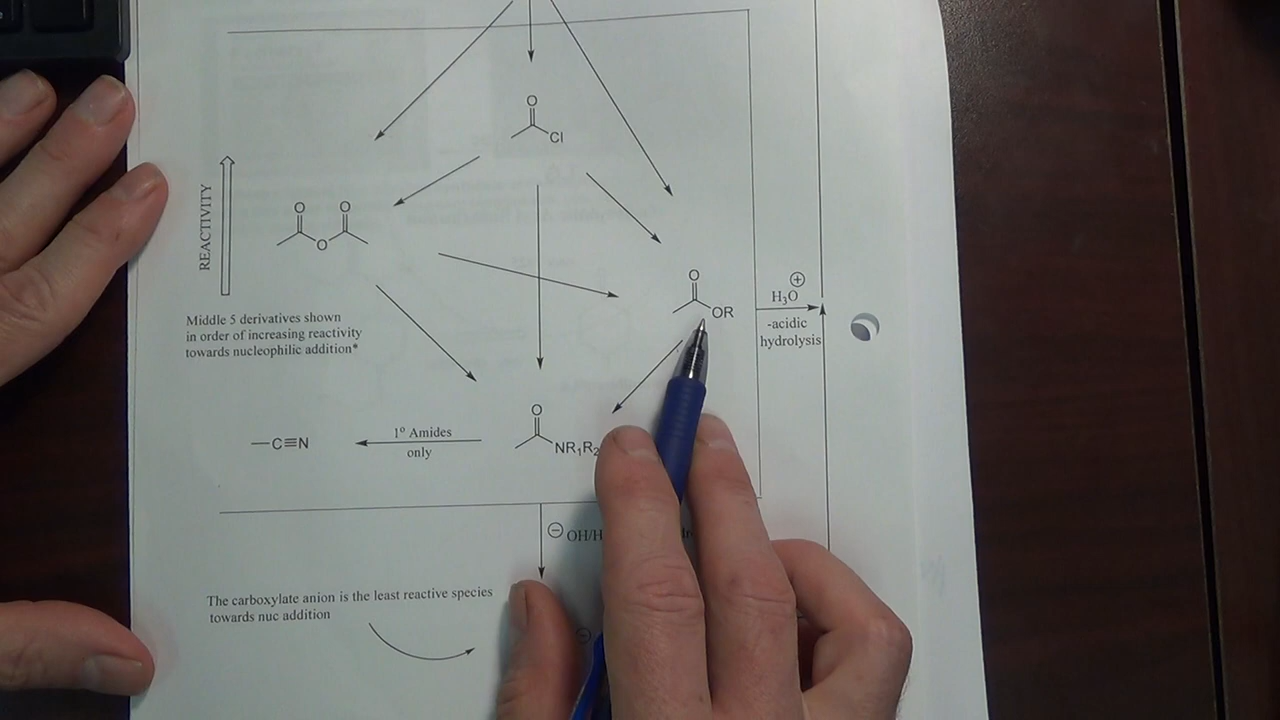 O
Cl
REACTIVITY
O O
O
O
OR
H3O ⊕
-acidic
hydrolysis
Middle 5 derivatives shown
in order of increasing reactivity
towards nucleophilic addition*
O
NR1R2
1o Amides
only
—C≡N
⊖ OH/H
The carboxylate anion is the least reactive species
towards nuc addition